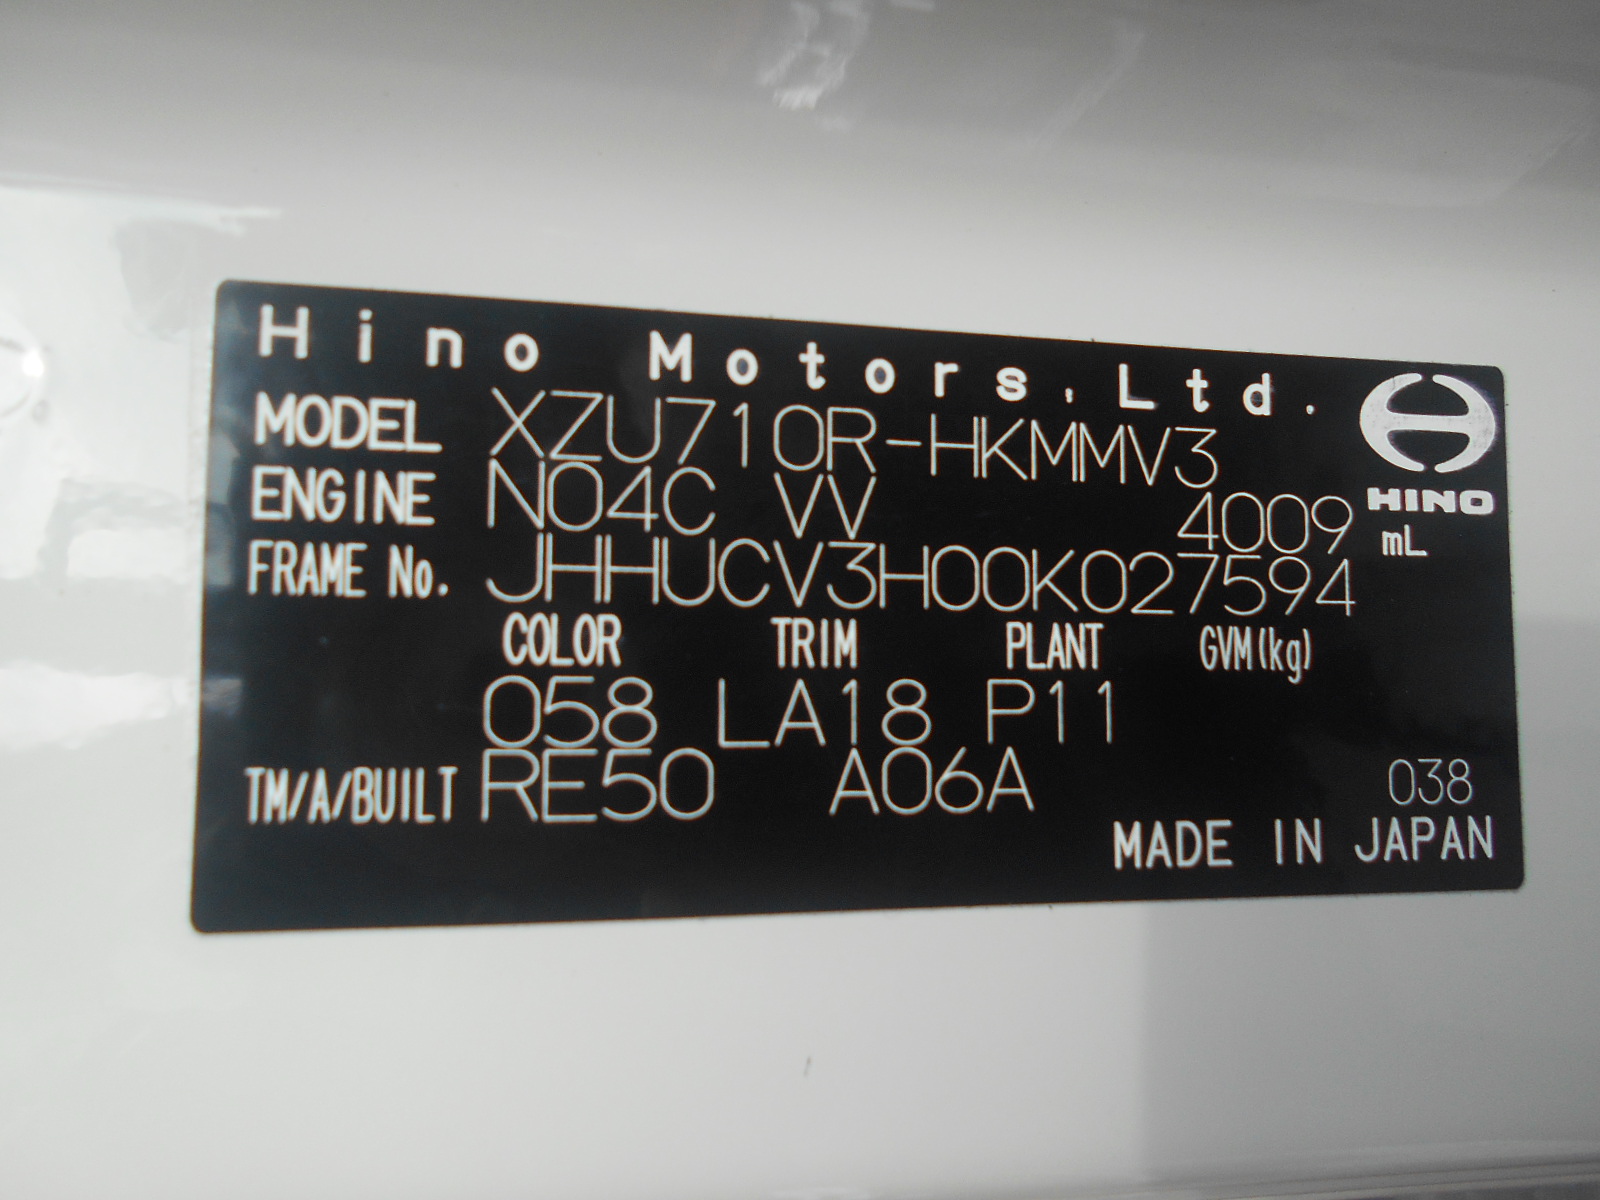 Hino Motors, Ltd.
MODEL XZU710R-HKMMV3
HINO
ENGINE N04C VV 4009 mL
FRAME No. JHHUCV3H00K027594
COLOR TRIM PLANT GVM(kg)
058 LA18 P11
TM/A/BUILT RE50 A06A 038
MADE IN JAPAN